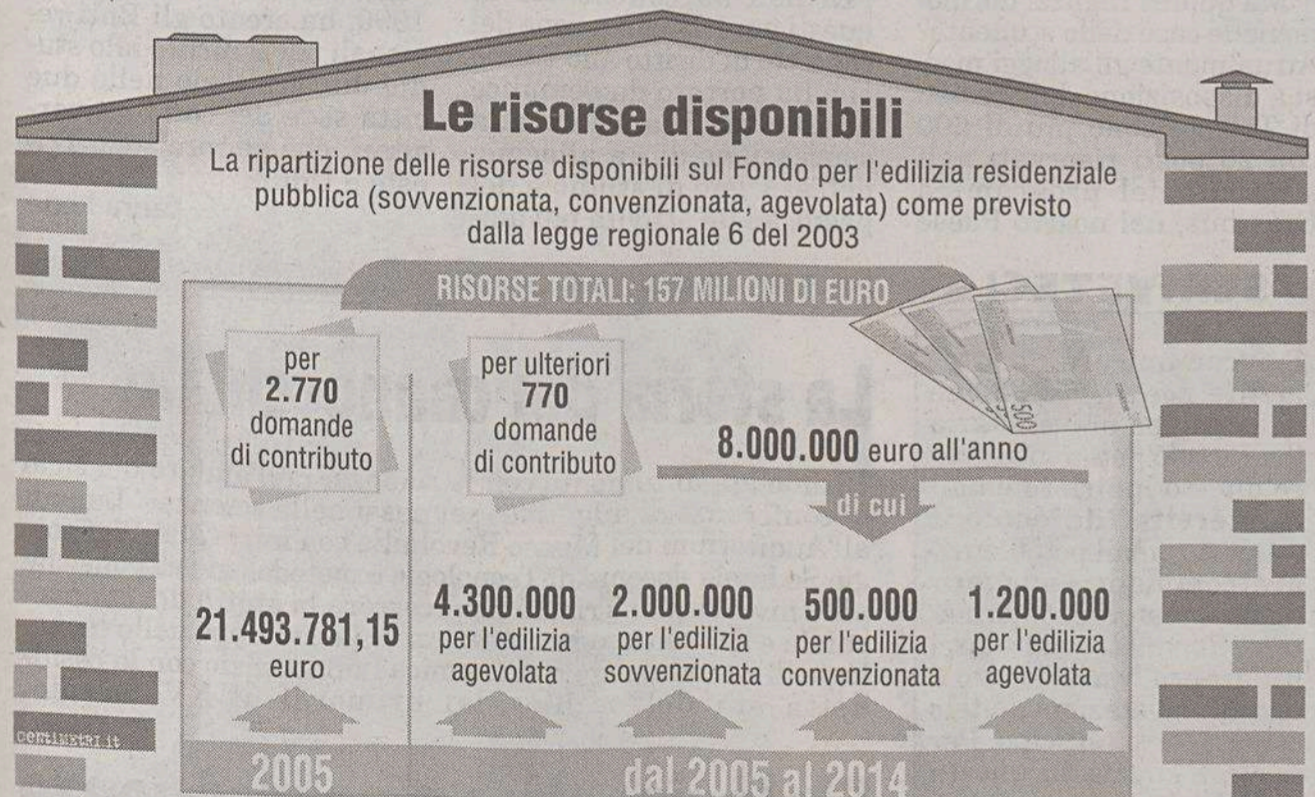 Le risorse disponibili
La ripartizione delle risorse disponibili sul Fondo per l'edilizia residenziale
pubblica (sovvenzionata, convenzionata, agevolata) come previsto
dalla legge regionale 6 del 2003
RISORSE TOTALI: 157 MILIONI DI EURO
per
2.770
domande
di contributo
per ulteriori
770
domande
di contributo
500
8.000.000 euro all'anno
di cui
21.493.781,15
euro
4.300.000
per l'edilizia
agevolata
2.000.000
per l'edilizia
sovvenzionata
500.000
per l'edilizia
convenzionata
1.200.000
per l'edilizia
agevolata
2005
dal 2005 al 2014
centimetri.it